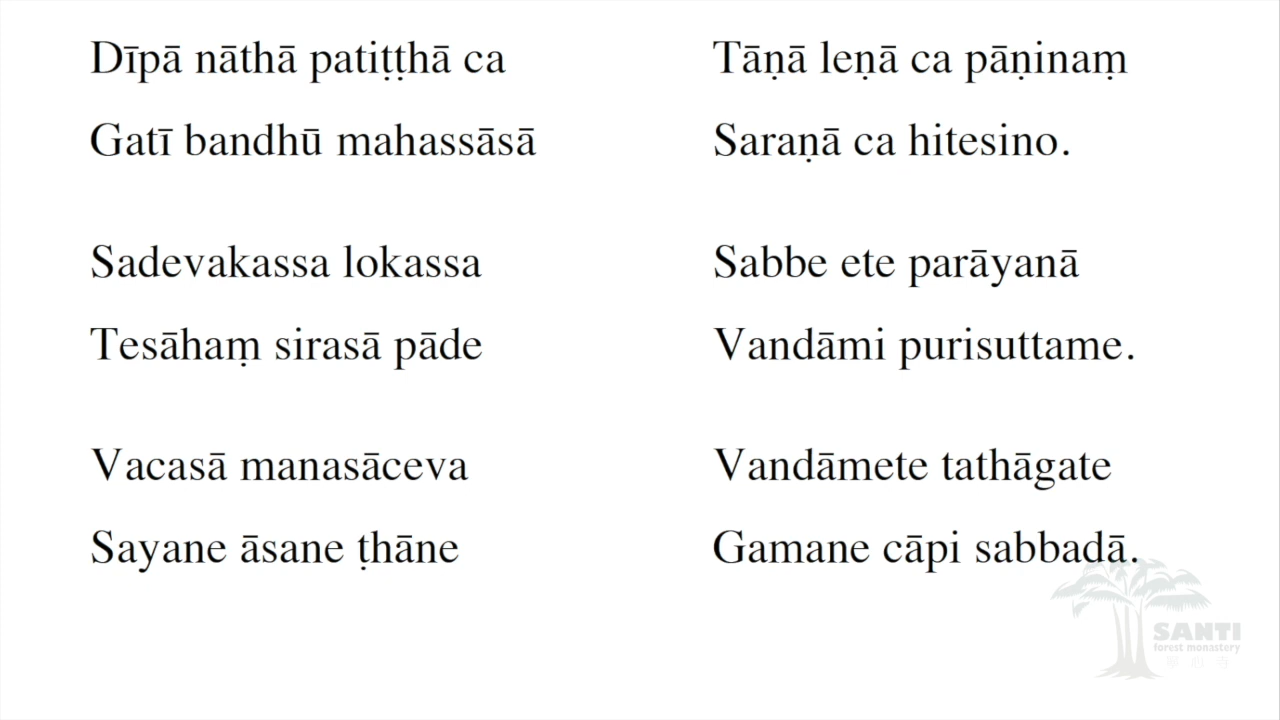 Dīpā nāthā patiṭṭhā ca Tāṇā leṇā ca pāṇinaṃ
Gatī bandhū mahassāsā Saraṇā ca hitesino.
Sadevakassa lokassa Sabbe ete parāyanā
Tesāhaṃ sirasā pāde Vandāmi purisuttame.
Vacasā manasāceva Vandāmete tathāgate
Sayane āsane ṭhāne Gamane cāpi sabbadā.
SANTI
forest monastery